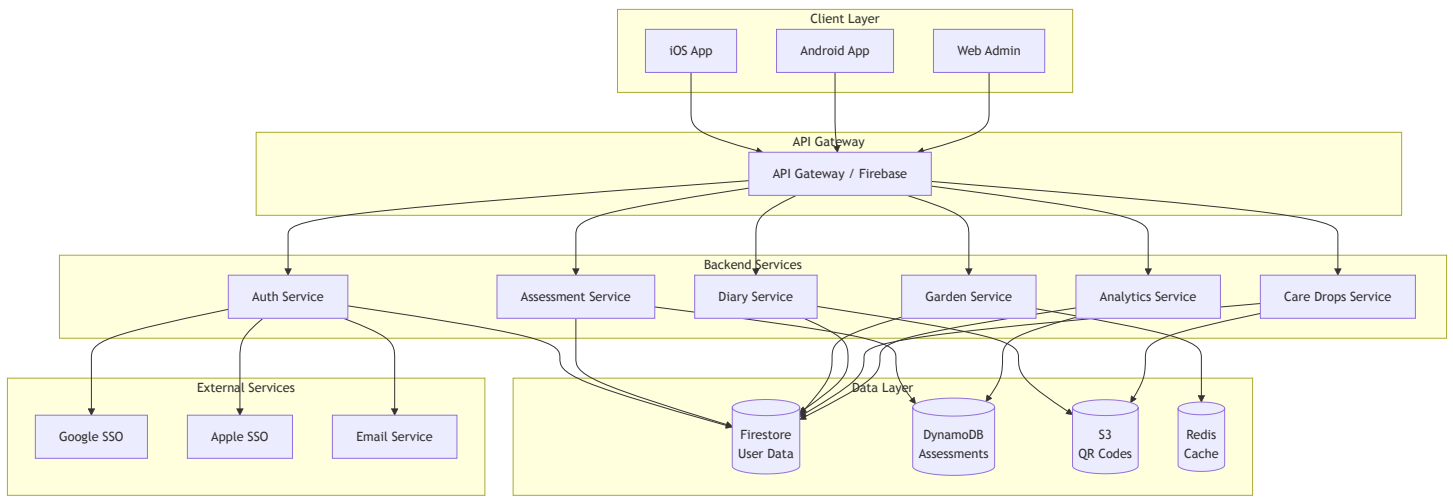 Client Layer
iOS App
Android App
Web Admin
API Gateway
API Gateway / Firebase
Backend Services
Auth Service
Assessment Service
Diary Service
Garden Service
Analytics Service
Care Drops Service
External Services
Google SSO
Apple SSO
Email Service
Data Layer
Firestore
User Data
DynamoDB
Assessments
S3
QR Codes
Redis
Cache